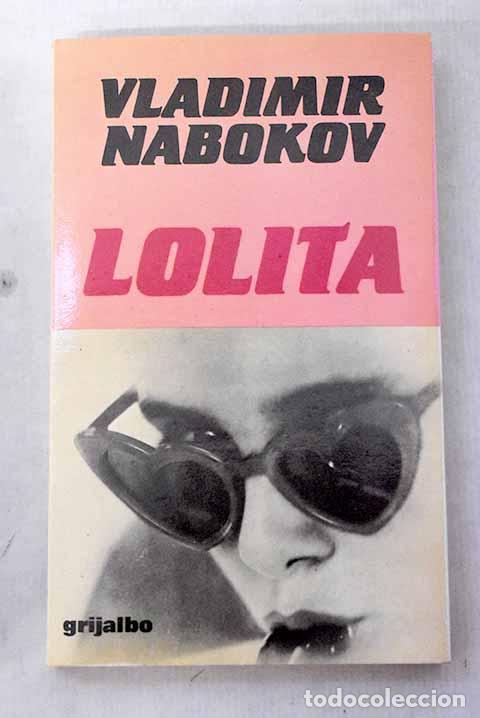 VLADIMIR
NABOKOV
LOLITA
grijalbo
todocoleccion